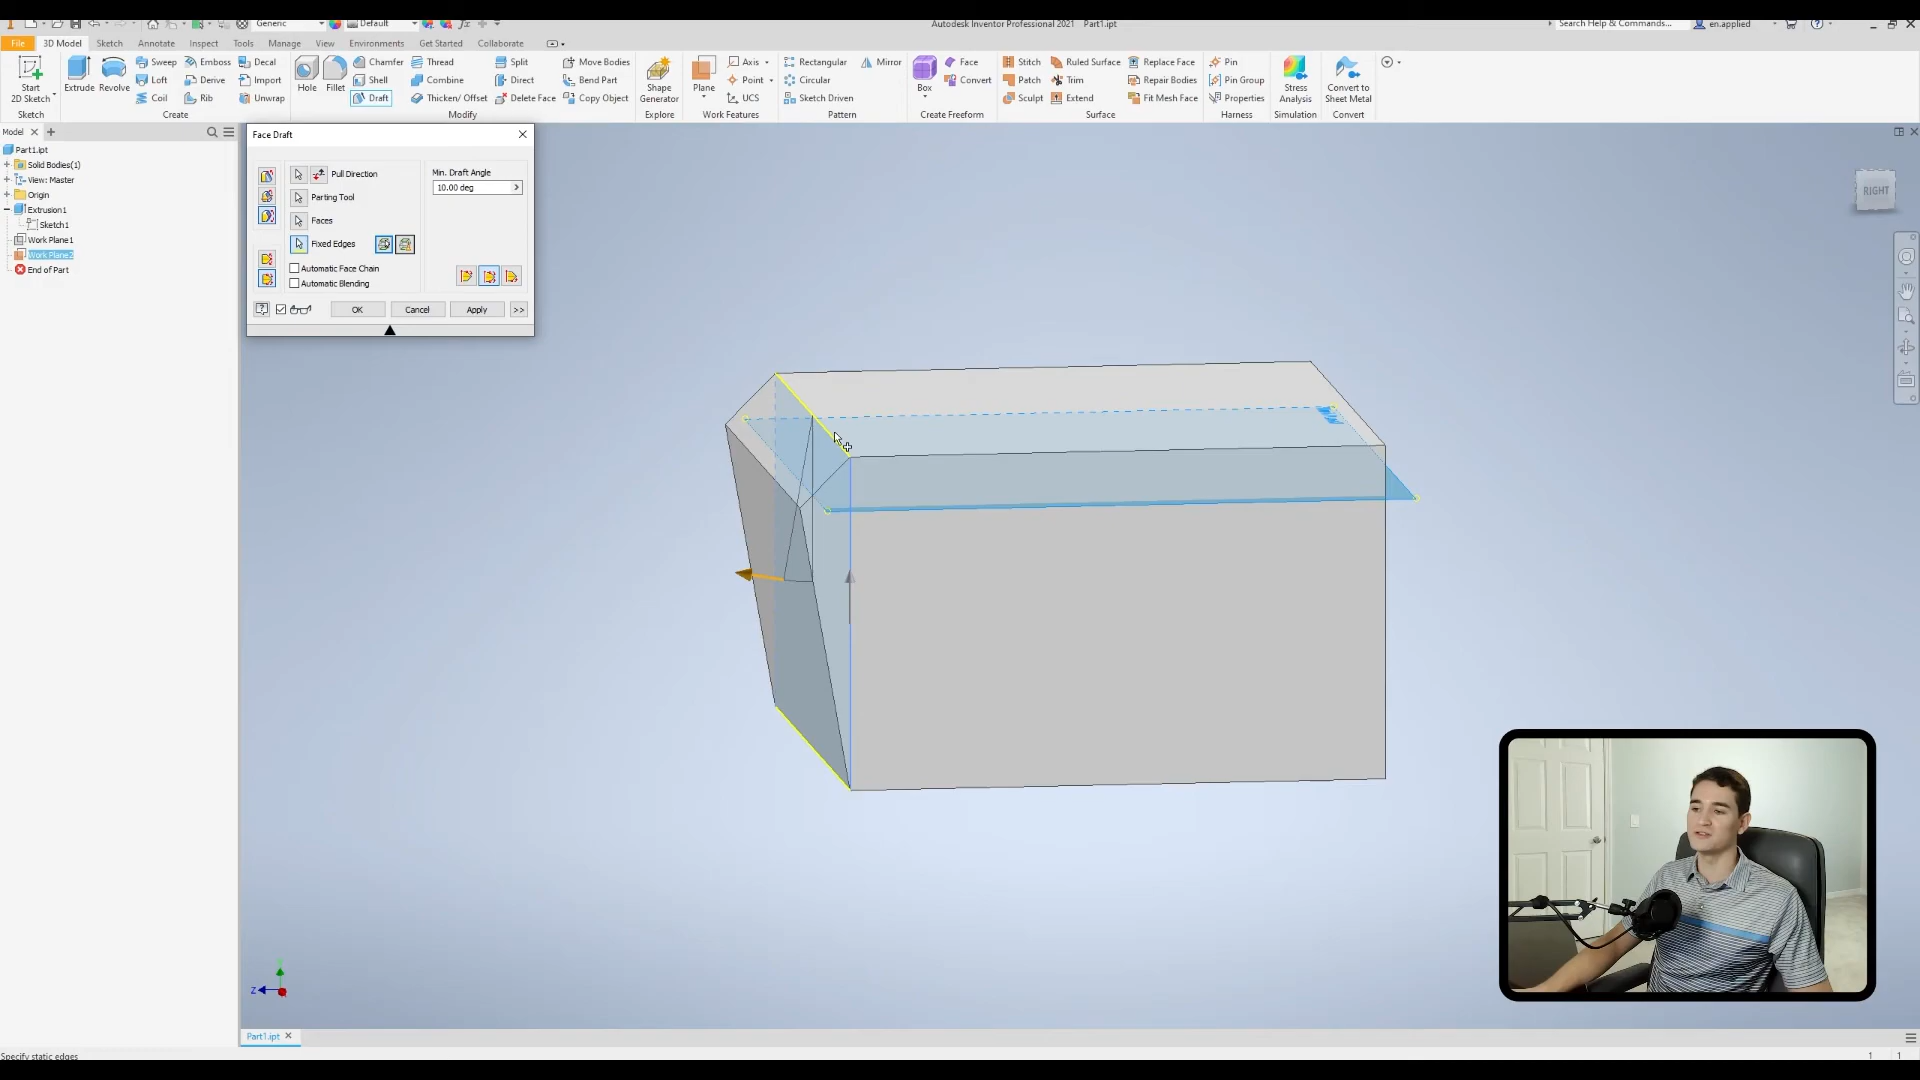 Generic
Default
fx
Autodesk Inventor Professional 2021 Part1.ipt
Search Help & Commands...
en.applied
File 3D Model Sketch Annotate Inspect Tools Manage View Environments Get Started Collaborate
Start
2D Sketch
Sketch
Extrude
Revolve
Sweep
Loft
Coil
Emboss
Derive
Rib
Decal
Import
Unwrap
Create
Hole
Fillet
Chamfer
Shell
Draft
Thread
Combine
Thicken/ Offset
Split
Direct
Delete Face
Move Bodies
Bend Part
Copy Object
Modify
Shape
Generator
Explore
Plane
Axis
Point
UCS
Work Features
Rectangular
Circular
Sketch Driven
Mirror
Pattern
Box
Face
Convert
Create Freeform
Stitch
Patch
Sculpt
Ruled Surface
Trim
Extend
Replace Face
Repair Bodies
Fit Mesh Face
Surface
Pin
Pin Group
Properties
Harness
Stress
Analysis
Simulation
Convert to
Sheet Metal
Convert
Model
Part1.ipt
Solid Bodies(1)
View: Master
Origin
Extrusion1
Sketch1
Work Plane1
Work Plane2
End of Part
Face Draft
Pull Direction
Parting Tool
Faces
Fixed Edges
Automatic Face Chain
Automatic Blending
Min. Draft Angle
10.00 deg
OK Cancel Apply >>
RIGHT
Z
Part1.ipt
Specify static edges
1 1